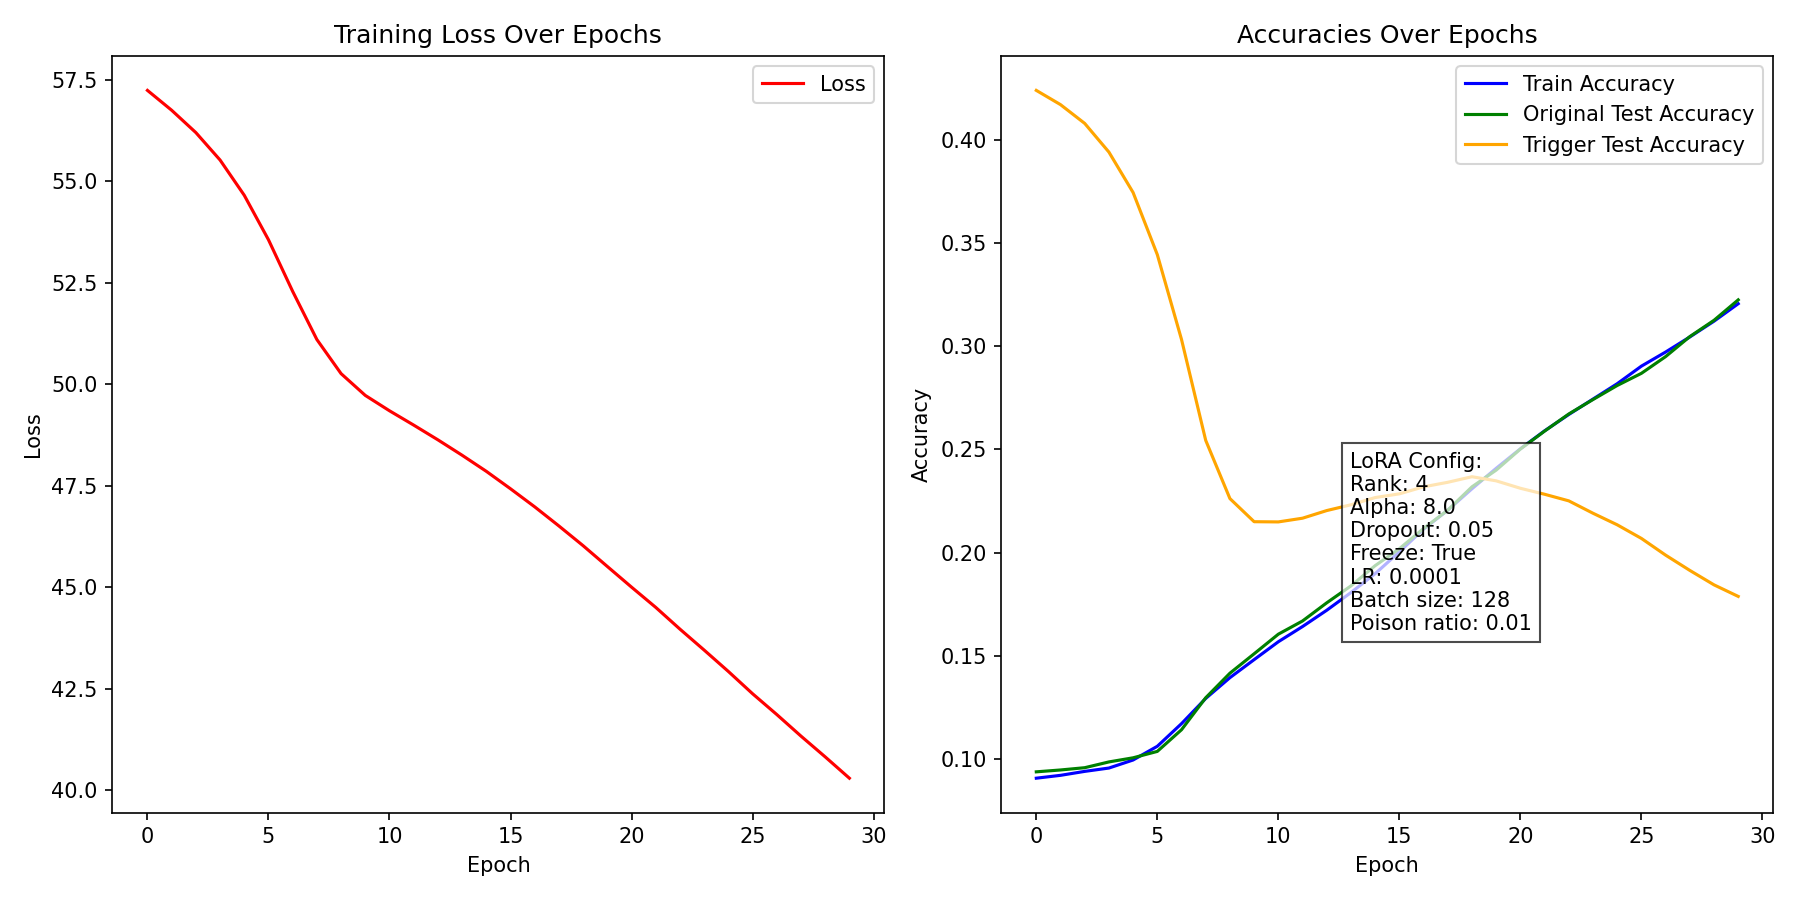 Training Loss Over Epochs
Loss
57.5
55.0
52.5
50.0
47.5
45.0
42.5
40.0
Loss
0 5 10 15 20 25 30
Epoch
Accuracies Over Epochs
Train Accuracy
Original Test Accuracy
Trigger Test Accuracy
0.40
0.35
0.30
0.25
0.20
0.15
0.10
Accuracy
LoRA Config:
Rank: 4
Alpha: 8.0
Dropout: 0.05
Freeze: True
LR: 0.0001
Batch size: 128
Poison ratio: 0.01
0 5 10 15 20 25 30
Epoch